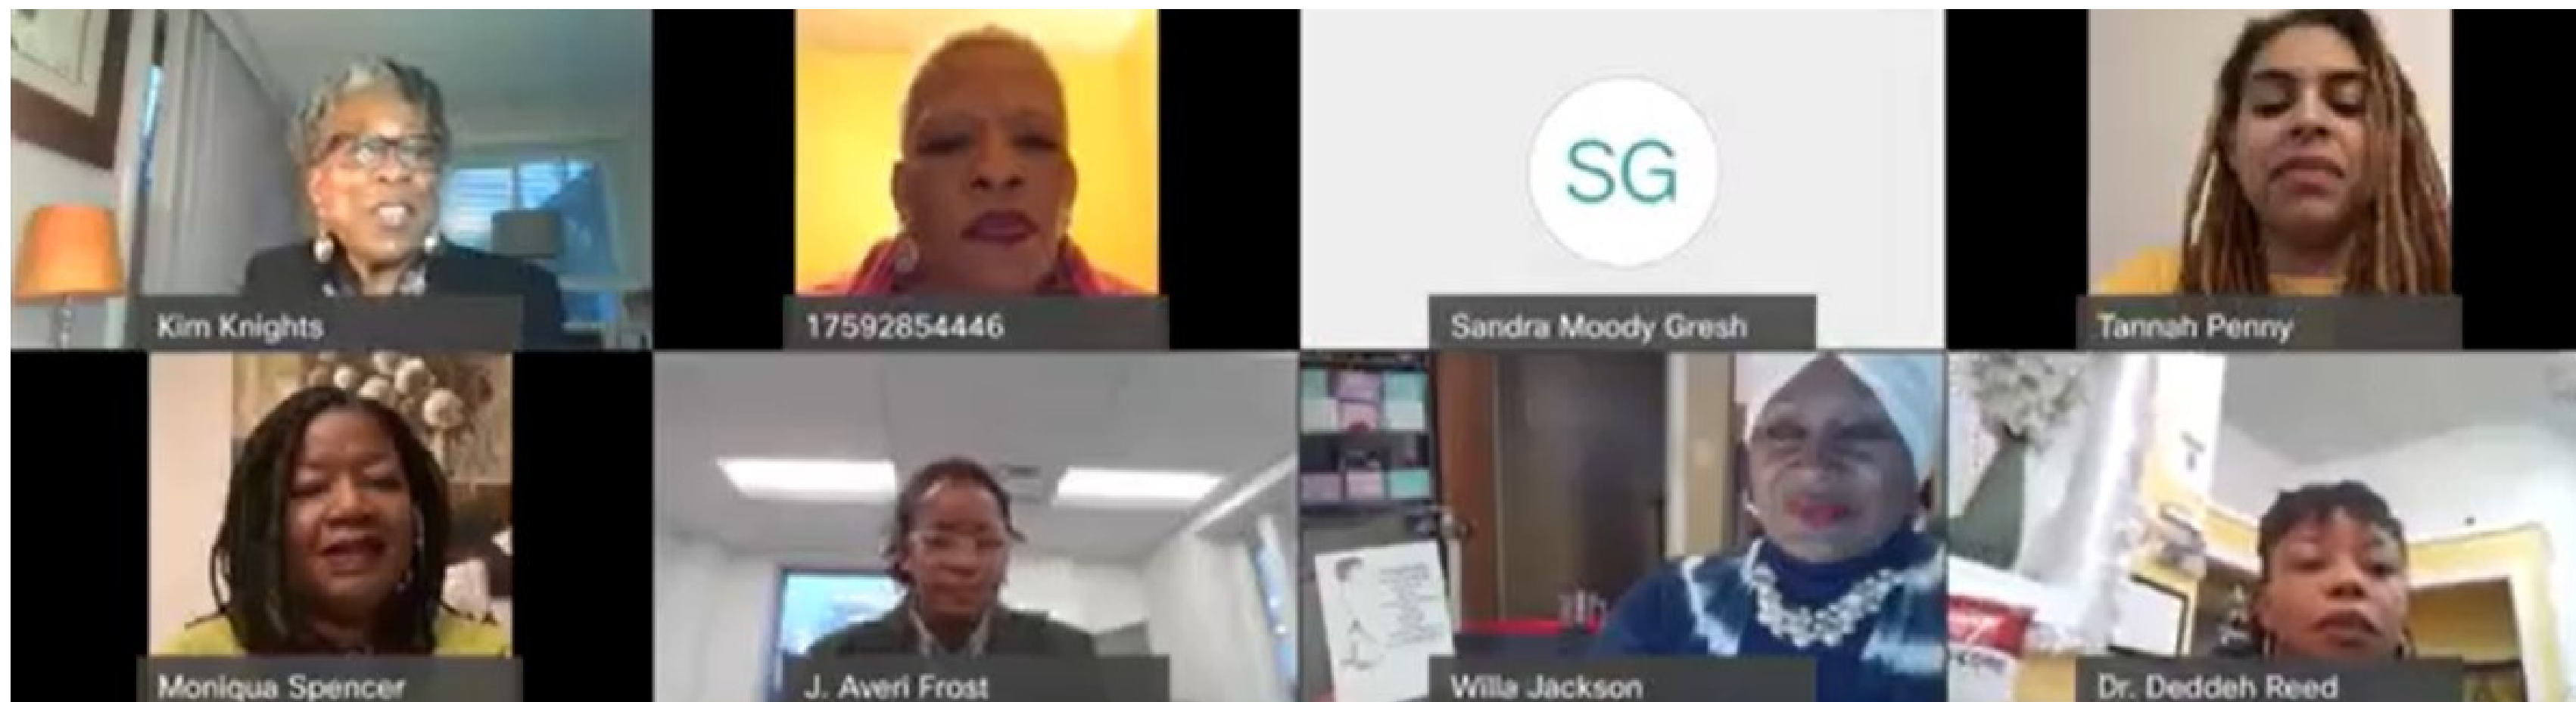 SG
Kim Knights
17592854446
Sandra Moody Gresh
Tannah Penny
Moniqua Spencer
J. Averi Frost
Willa Jackson
Dr. Deddeh Reed